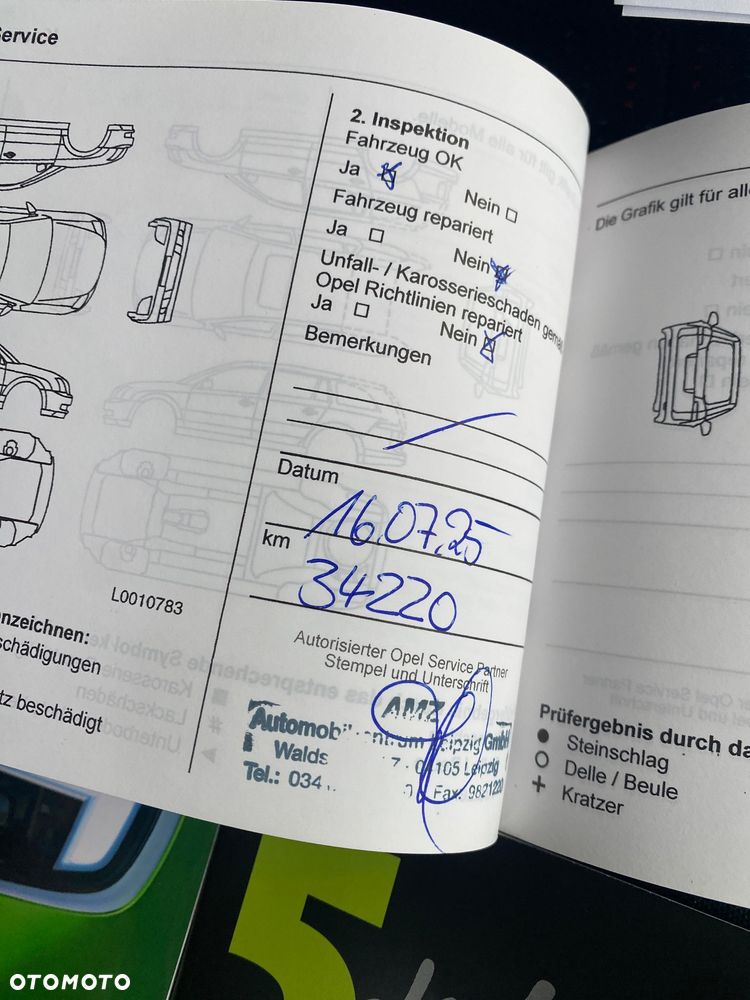 Service
2. Inspektion
Fahrzeug OK
Ja Nein
Fahrzeug repariert
Ja Nein
Unfall- / Karosserieschaden gemäß
Opel Richtlinien repariert
Ja Nein
Bemerkungen
Datum
16.07.25
km
34220
L0010783
Autorisierter Opel Service Partner
Stempel und Unterschrift
AMZ
Automobilzentrum Leipzig GmbH
04105 Leipzig
Tel.: 034 Fax: 9821220
nzeichnen:
schädigungen
tz beschädigt
Die Grafik gilt für alle
Prüfergebnis durch da
Steinschlag
Delle / Beule
Kratzer
5
OTOMOTO